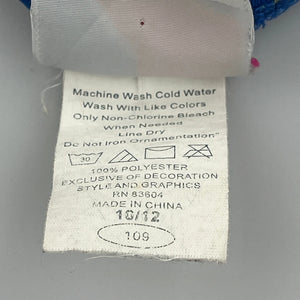 Machine Wash Cold Water
Wash With Like Colors
Only Non-Chlorine Bleach
When Needed
Line Dry
Do Not Iron Ornamentation"
30
100% POLYESTER
EXCLUSIVE OF DECORATION
STYLE AND GRAPHICS
RN 83604
MADE IN CHINA
10/12
109